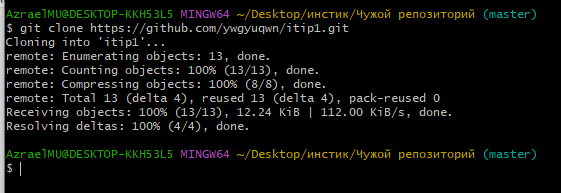 AzraelMU@DESKTOP-KKH53L5 MINGW64 ~/Desktop/инстик/Чужой репозиторий (master)
$ git clone https://github.com/ywgyuqwn/itip1.git
Cloning into 'itip1'...
remote: Enumerating objects: 13, done.
remote: Counting objects: 100% (13/13), done.
remote: Compressing objects: 100% (8/8), done.
remote: Total 13 (delta 4), reused 13 (delta 4), pack-reused 0
Receiving objects: 100% (13/13), 12.24 KiB | 112.00 KiB/s, done.
Resolving deltas: 100% (4/4), done.
AzraelMU@DESKTOP-KKH53L5 MINGW64 ~/Desktop/инстик/Чужой репозиторий (master)
$